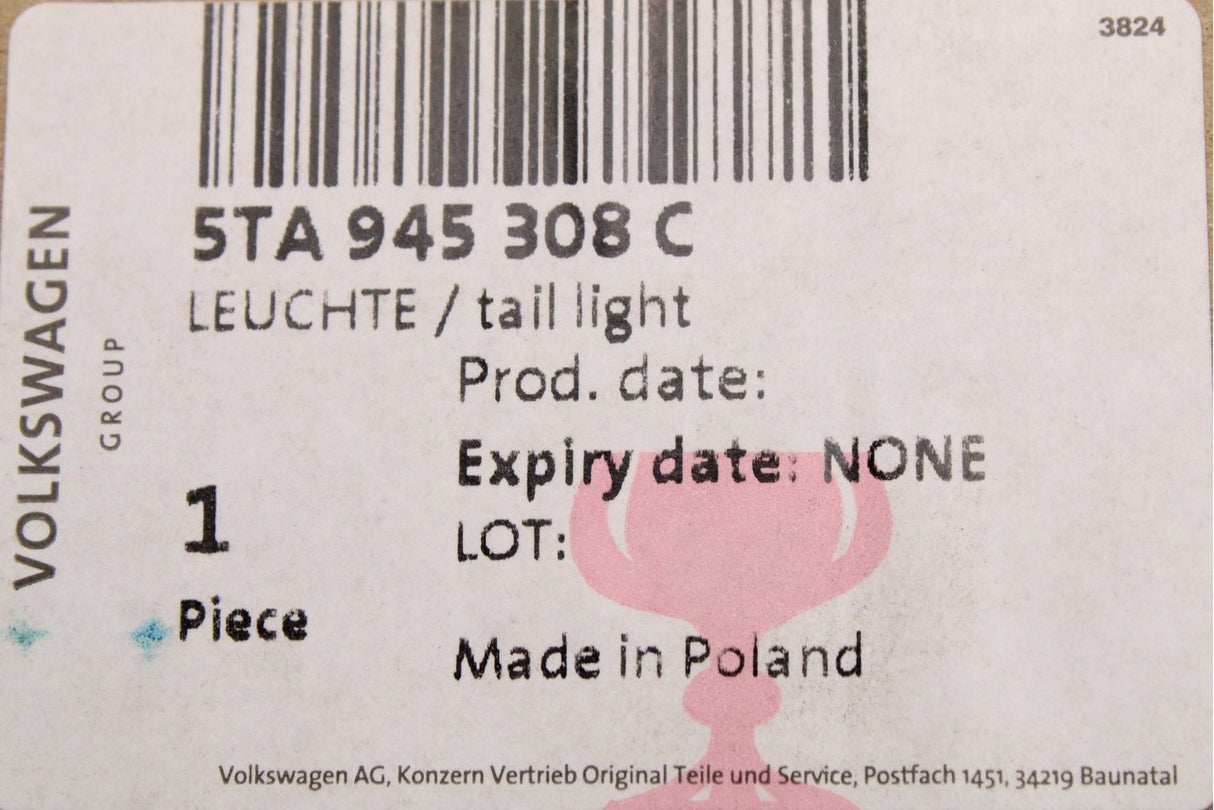 3824
5TA 945 308 C
LEUCHTE / tail light
Prod. date:
Expiry date: NONE
LOT:
1
Piece
Made in Poland
VOLKSWAGEN
GROUP
Volkswagen AG, Konzern Vertrieb Original Teile und Service, Postfach 1451, 34219 Baunatal